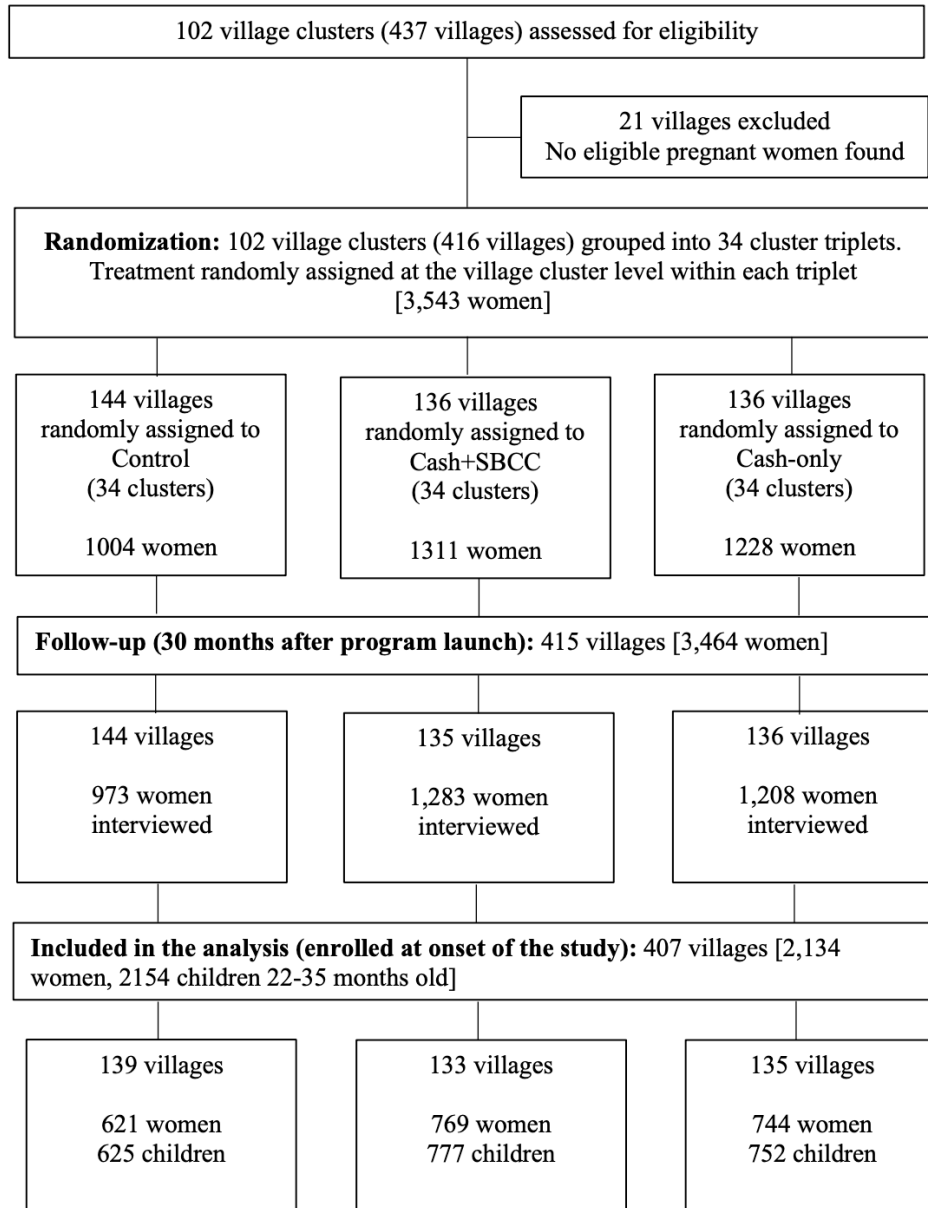 102 village clusters (437 villages) assessed for eligibility
21 villages excluded
No eligible pregnant women found
Randomization: 102 village clusters (416 villages) grouped into 34 cluster triplets.
Treatment randomly assigned at the village cluster level within each triplet
[3,543 women]
144 villages
randomly assigned to
Control
(34 clusters)
1004 women
136 villages
randomly assigned to
Cash+SBCC
(34 clusters)
1311 women
136 villages
randomly assigned to
Cash-only
(34 clusters)
1228 women
Follow-up (30 months after program launch): 415 villages [3,464 women]
144 villages
973 women
interviewed
135 villages
1,283 women
interviewed
136 villages
1,208 women
interviewed
Included in the analysis (enrolled at onset of the study): 407 villages [2,134
women, 2154 children 22-35 months old]
139 villages
621 women
625 children
133 villages
769 women
777 children
135 villages
744 women
752 children